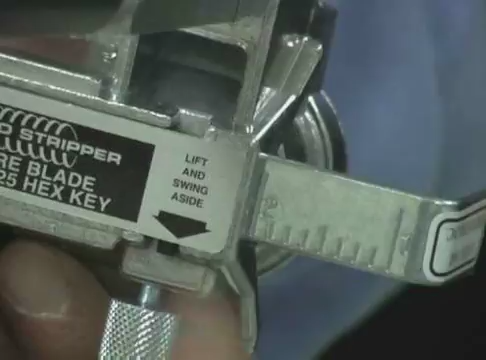 STRIPPER
RE BLADE
25 HEX KEY
LIFT
AND
SWING
ASIDE